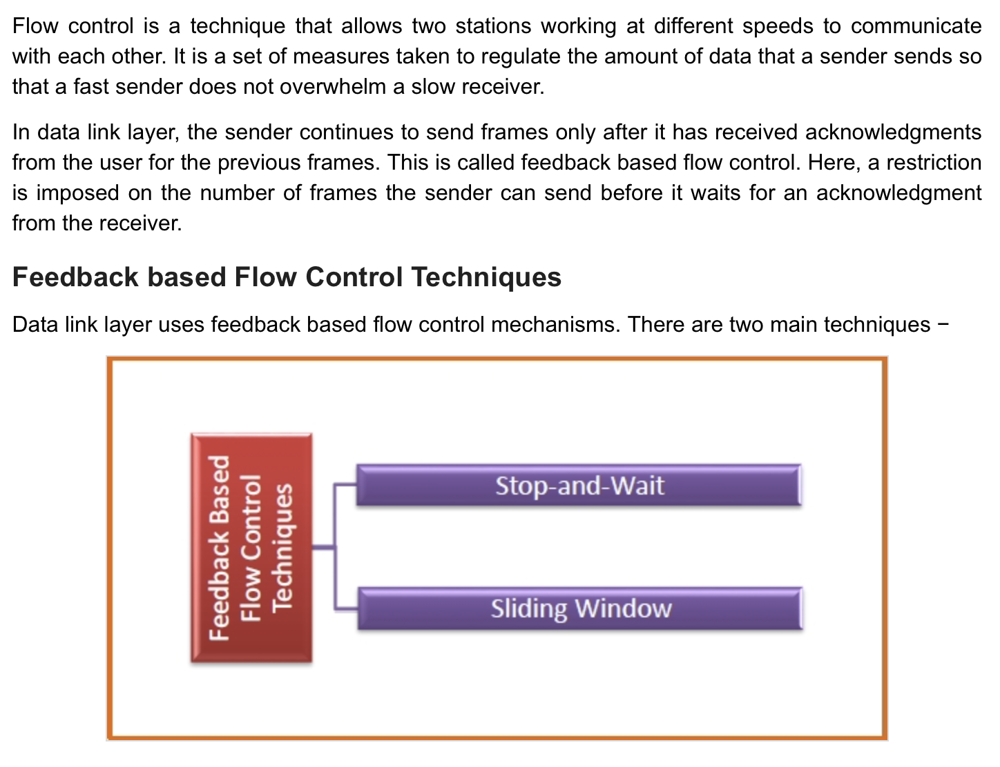 Flow control is a technique that allows two stations working at different speeds to communicate
with each other. It is a set of measures taken to regulate the amount of data that a sender sends so
that a fast sender does not overwhelm a slow receiver.
In data link layer, the sender continues to send frames only after it has received acknowledgments
from the user for the previous frames. This is called feedback based flow control. Here, a restriction
is imposed on the number of frames the sender can send before it waits for an acknowledgment
from the receiver.
Feedback based Flow Control Techniques
Data link layer uses feedback based flow control mechanisms. There are two main techniques −
Feedback Based
Flow Control
Techniques
Stop-and-Wait
Sliding Window